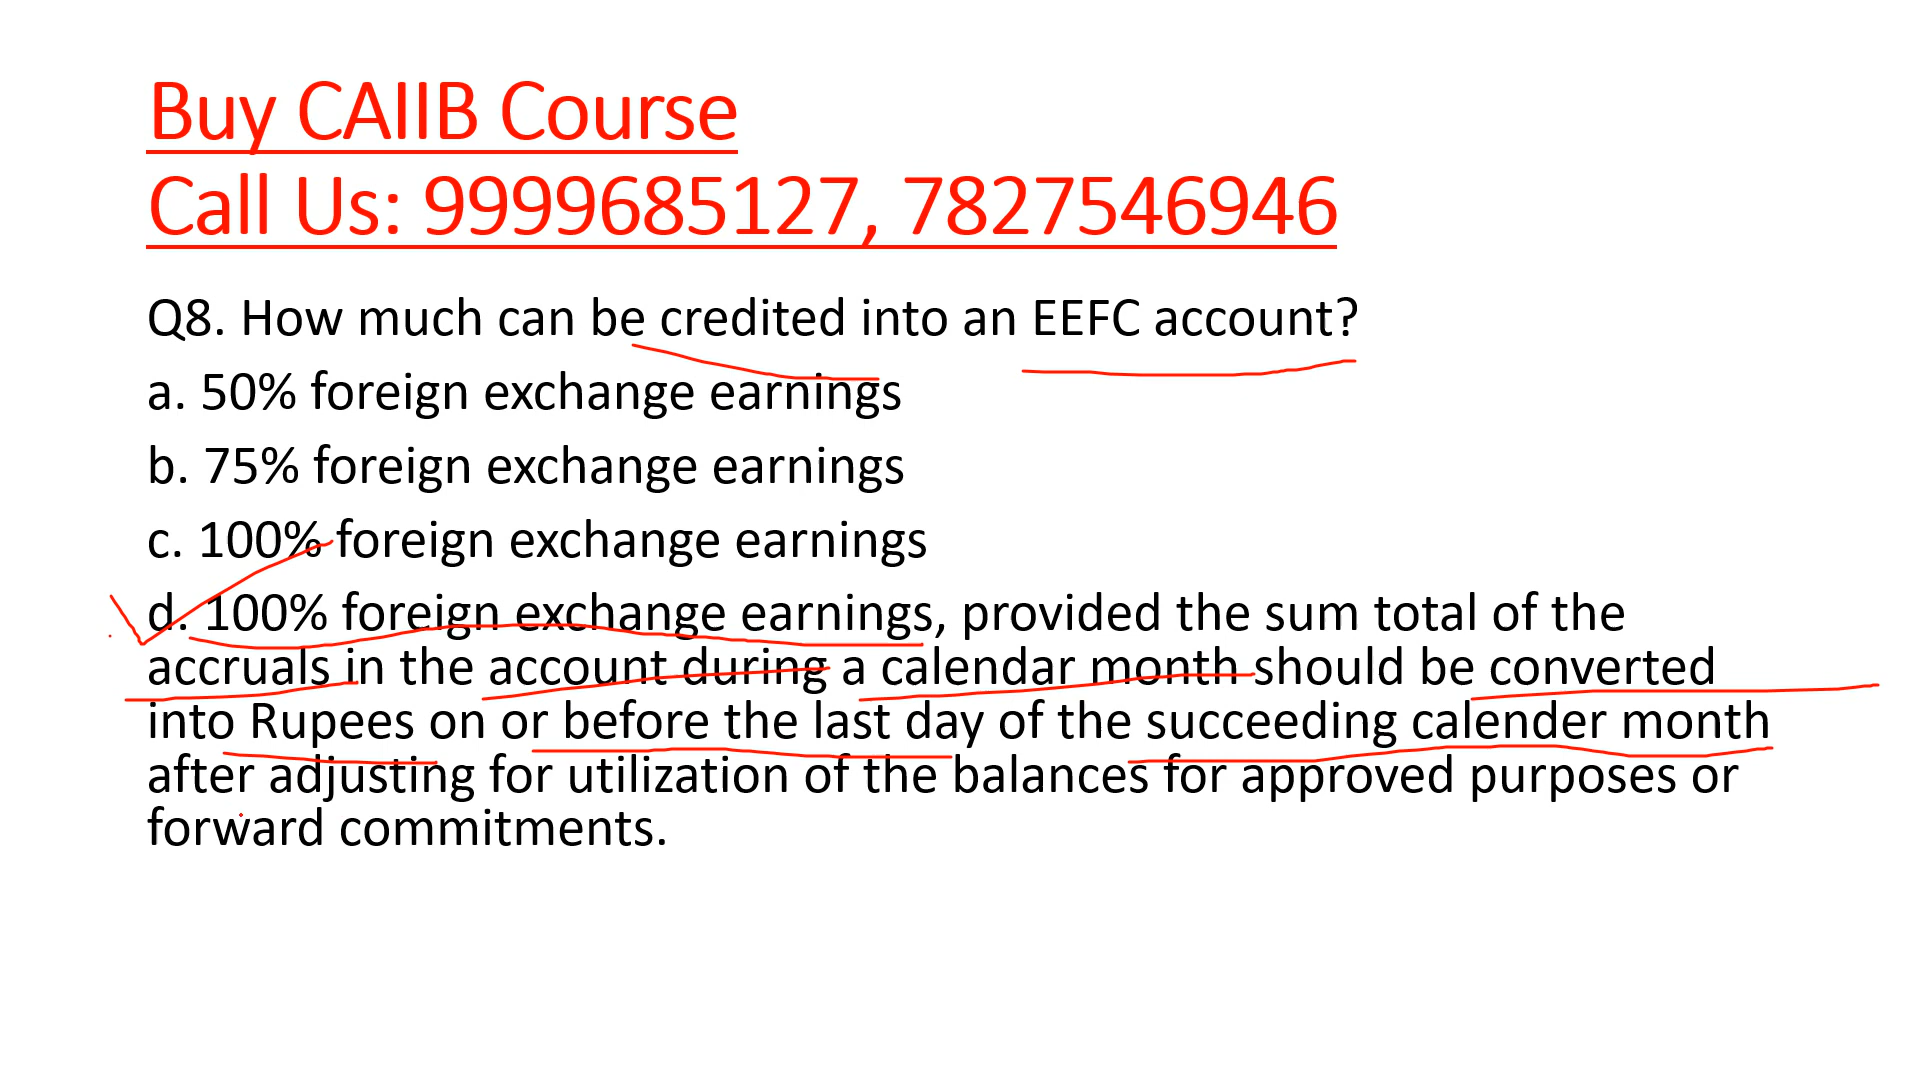 Buy CAIIB Course
Call Us: 9999685127, 7827546946
Q8. How much can be credited into an EEFC account?
a. 50% foreign exchange earnings
b. 75% foreign exchange earnings
c. 100% foreign exchange earnings
d. 100% foreign exchange earnings, provided the sum total of the
accruals in the account during a calendar month should be converted
into Rupees on or before the last day of the succeeding calender month
after adjusting for utilization of the balances for approved purposes or
forward commitments.